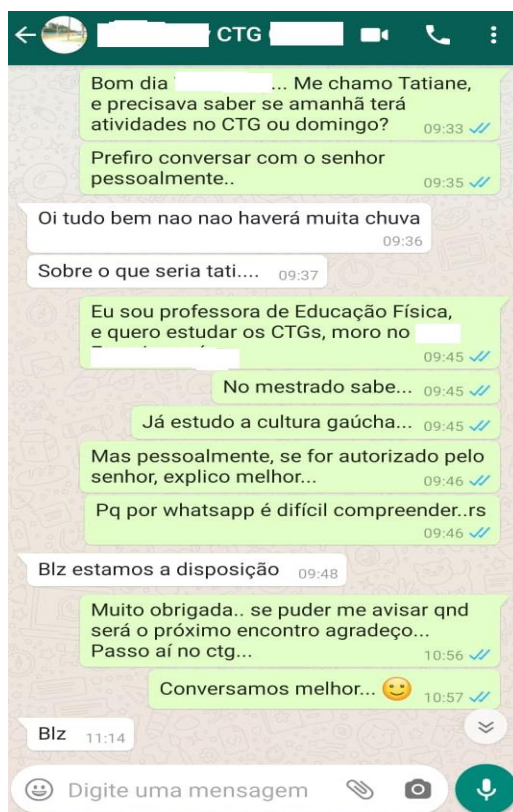 CTG
Bom dia ... Me chamo Tatiane,
e precisava saber se amanhã terá
atividades no CTG ou domingo?
09:33
Prefiro conversar com o senhor
pessoalmente..
09:35
Oi tudo bem nao nao haverá muita chuva
09:36
Sobre o que seria tati.... 09:37
Eu sou professora de Educação Física,
e quero estudar os CTGs, moro no
09:45
No mestrado sabe... 09:45
Já estudo a cultura gaúcha... 09:45
Mas pessoalmente, se for autorizado pelo
senhor, explico melhor...
09:46
Pq por whatsapp é difícil compreender..rs
09:46
Blz estamos a disposição 09:48
Muito obrigada.. se puder me avisar qnd
será o próximo encontro agradeço...
Passo aí no ctg...
10:56
Conversamos melhor... 🙂 10:57
Blz 11:14
Digite uma mensagem